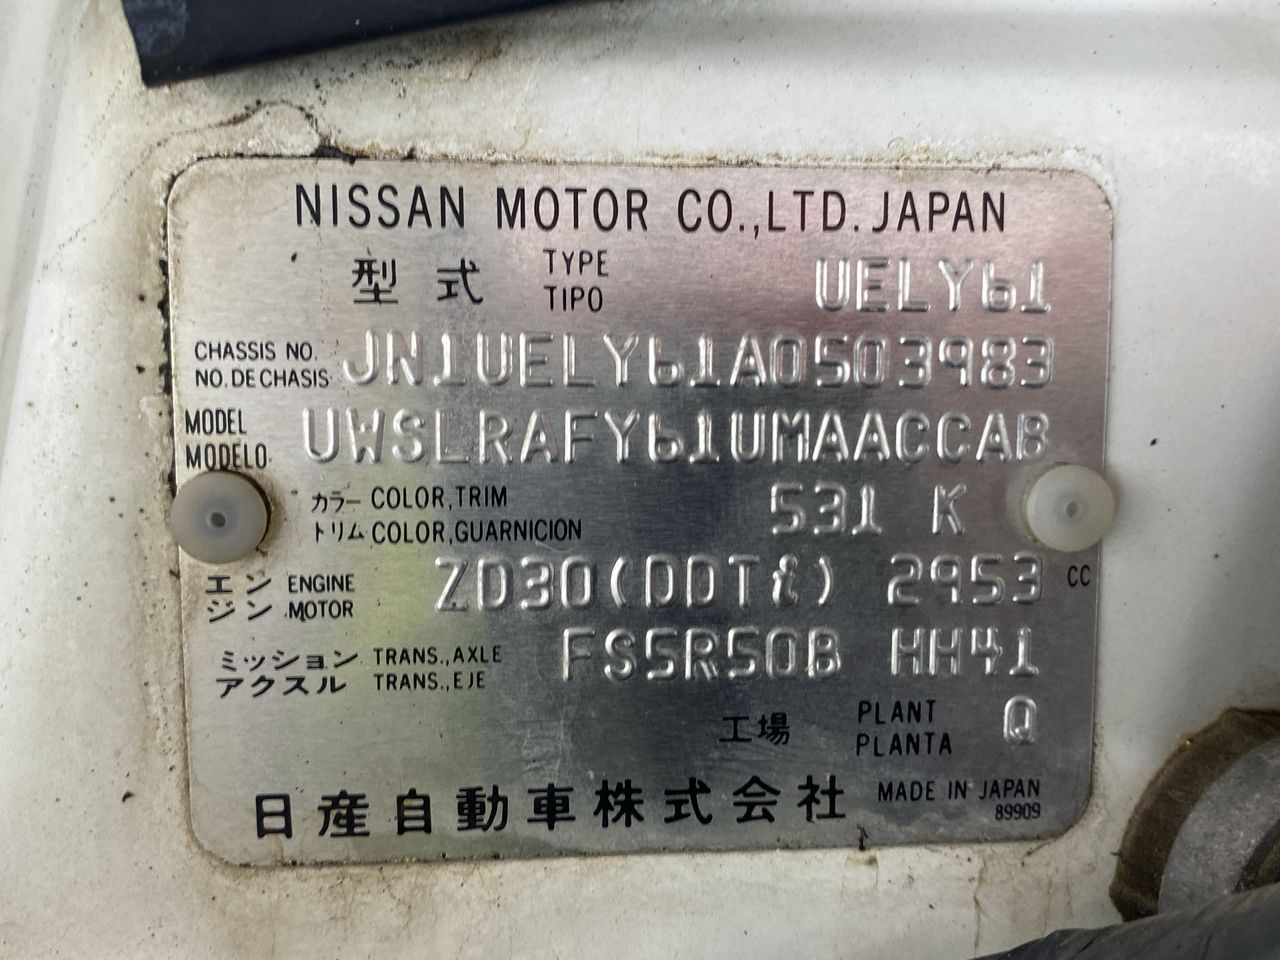 NISSAN MOTOR CO.,LTD. JAPAN
型式 TYPE TIPO UELY61
CHASSIS NO. NO. DE CHASIS JN1UELY61A0503983
MODEL MODELO UWSLRAFY61UMAACCAB
カラー COLOR,TRIM 531 K
トリム COLOR,GUARNICION
エンジン ENGINE MOTOR ZD30(DDTi) 2953 CC
ミッション TRANS.,AXLE FS5R50B HH41
アクスル TRANS.,EJE
工場 PLANT PLANTA Q
日産自動車株式会社 MADE IN JAPAN
89909